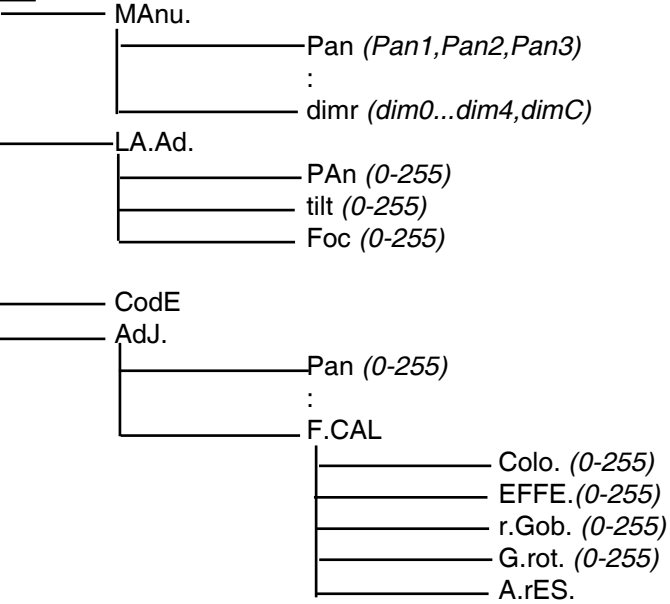 MAnu.
Pan (Pan1,Pan2,Pan3)
:
dimr (dim0...dim4,dimC)
LA.Ad.
PAn (0-255)
tilt (0-255)
Foc (0-255)
CodE
AdJ.
Pan (0-255)
:
F.CAL
Colo. (0-255)
EFFE.(0-255)
r.Gob. (0-255)
G.rot. (0-255)
A.rES.